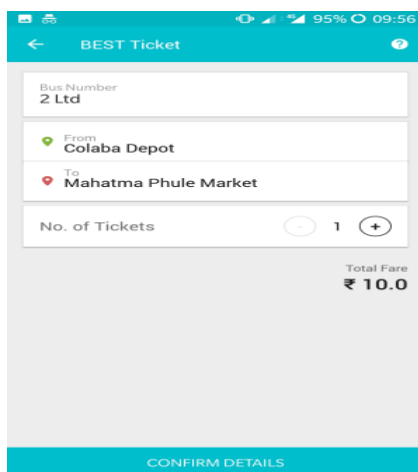 95% 09:56
BEST Ticket
?
Bus Number
2 Ltd
From
Colaba Depot
To
Mahatma Phule Market
No. of Tickets - 1 +
Total Fare
₹ 10.0
CONFIRM DETAILS